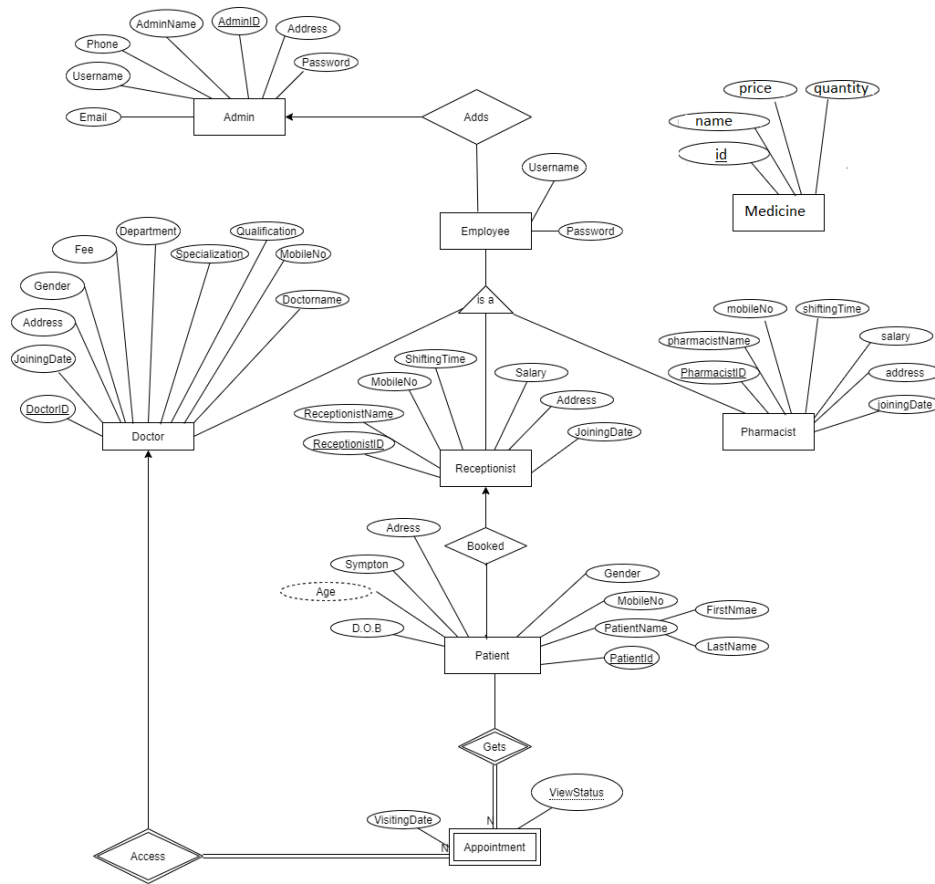 AdminName
AdminID
Address
Phone
Password
Username
Email
Admin
Adds
price
quantity
name
id
Medicine
Username
Employee
Password
Department
Qualification
Fee
Specialization
MobileNo
Gender
Doctorname
Address
JoiningDate
DoctorID
Doctor
is a
mobileNo
shiftingTime
pharmacistName
salary
PharmacistID
address
joiningDate
Pharmacist
ShiftingTime
MobileNo
Salary
ReceptionistName
Address
ReceptionistID
JoiningDate
Receptionist
Booked
Adress
Sympton
Gender
Age
MobileNo
FirstNmae
D.O.B
PatientName
LastName
Patient
PatientId
Gets
ViewStatus
VisitingDate
N
N
Appointment
Access